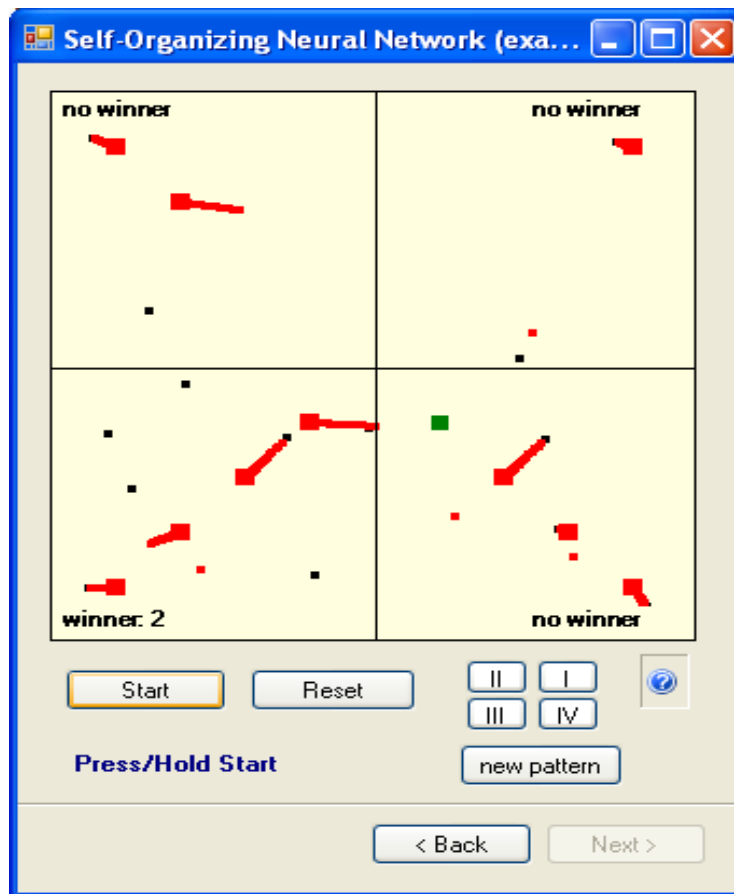 Self-Organizing Neural Network (exa...
no winner
no winner
winner: 2
no winner
Start
Reset
II
I
III
IV
?
Press/Hold Start
new pattern
< Back
Next >